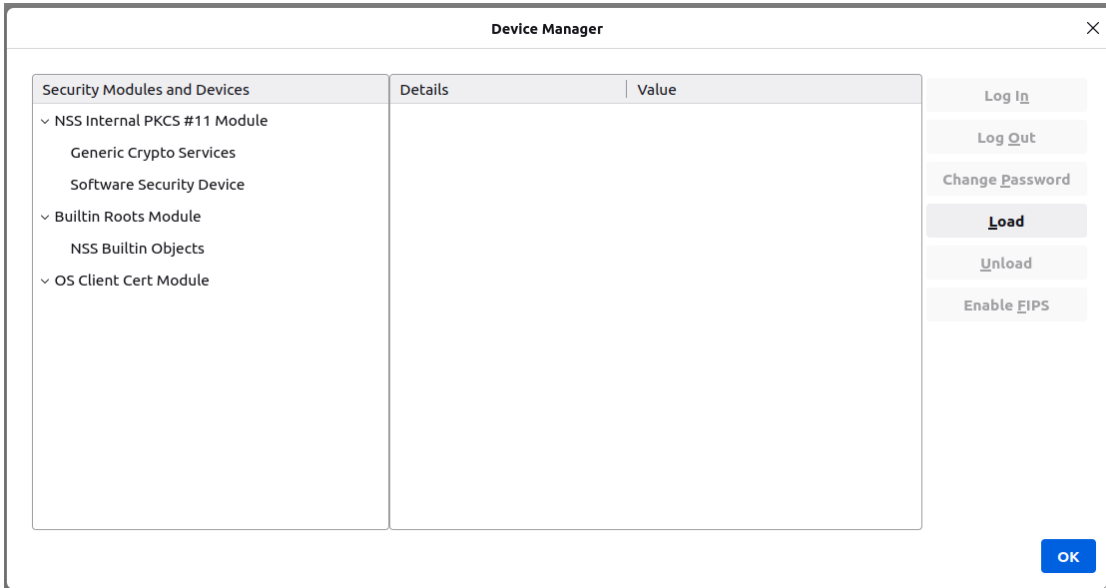 Device Manager
Security Modules and Devices
Details
Value
NSS Internal PKCS #11 Module
Generic Crypto Services
Software Security Device
Builtin Roots Module
NSS Builtin Objects
OS Client Cert Module
Log In
Log Out
Change Password
Load
Unload
Enable FIPS
OK